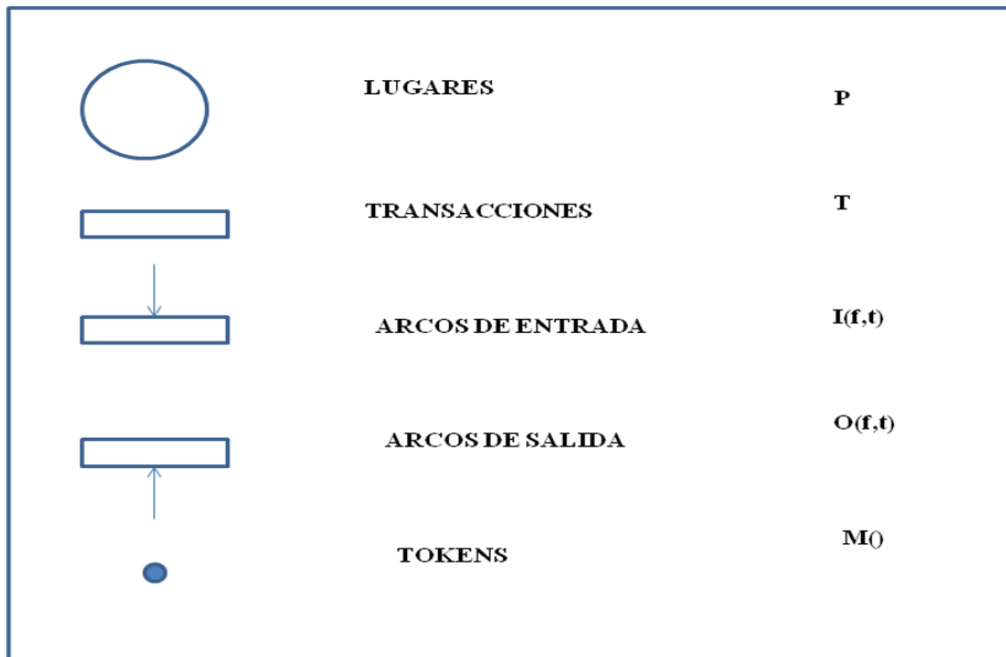 LUGARES
P
TRANSACCIONES
T
ARCOS DE ENTRADA
I(f,t)
ARCOS DE SALIDA
O(f,t)
TOKENS
M()